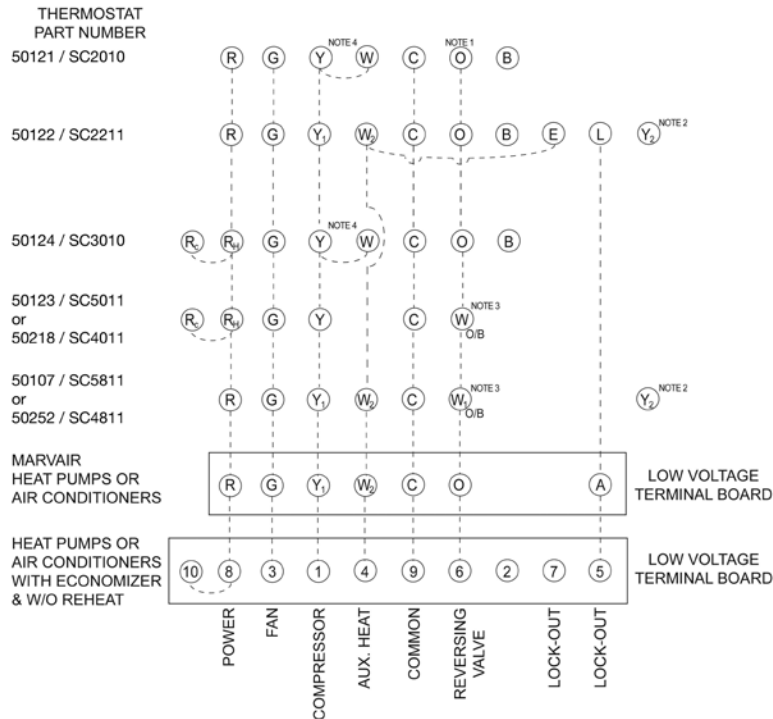 THERMOSTAT
PART NUMBER
50121 / SC2010 R G Y NOTE 4 W C O NOTE 1 B
50122 / SC2211 R G Y1 W2 C O B E L Y2 NOTE 2
50124 / SC3010 RC RH G Y NOTE 4 W C O B
50123 / SC5011
or
50218 / SC4011
RC RH G Y C W NOTE 3
O/B
50107 / SC5811
or
50252 / SC4811
R G Y1 W2 C W1 NOTE 3 Y2 NOTE 2
O/B
MARVAIR
HEAT PUMPS OR
AIR CONDITIONERS
R G Y1 W2 C O A
LOW VOLTAGE
TERMINAL BOARD
HEAT PUMPS OR
AIR CONDITIONERS
WITH ECONOMIZER
& W/O REHEAT
10 8 3 1 4 9 6 2 7 5
LOW VOLTAGE
TERMINAL BOARD
POWER
FAN
COMPRESSOR
AUX. HEAT
COMMON
REVERSING
VALVE
LOCK-OUT
LOCK-OUT